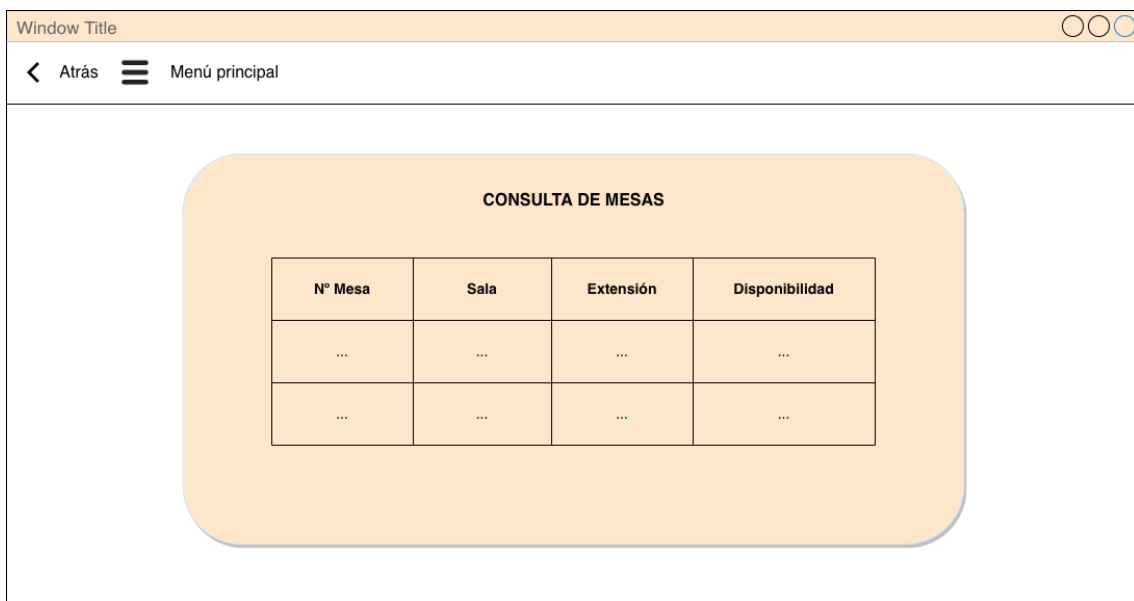 Window Title
Atrás Menú principal
CONSULTA DE MESAS
Nº Mesa Sala Extensión Disponibilidad
... ... ... ...
... ... ... ...